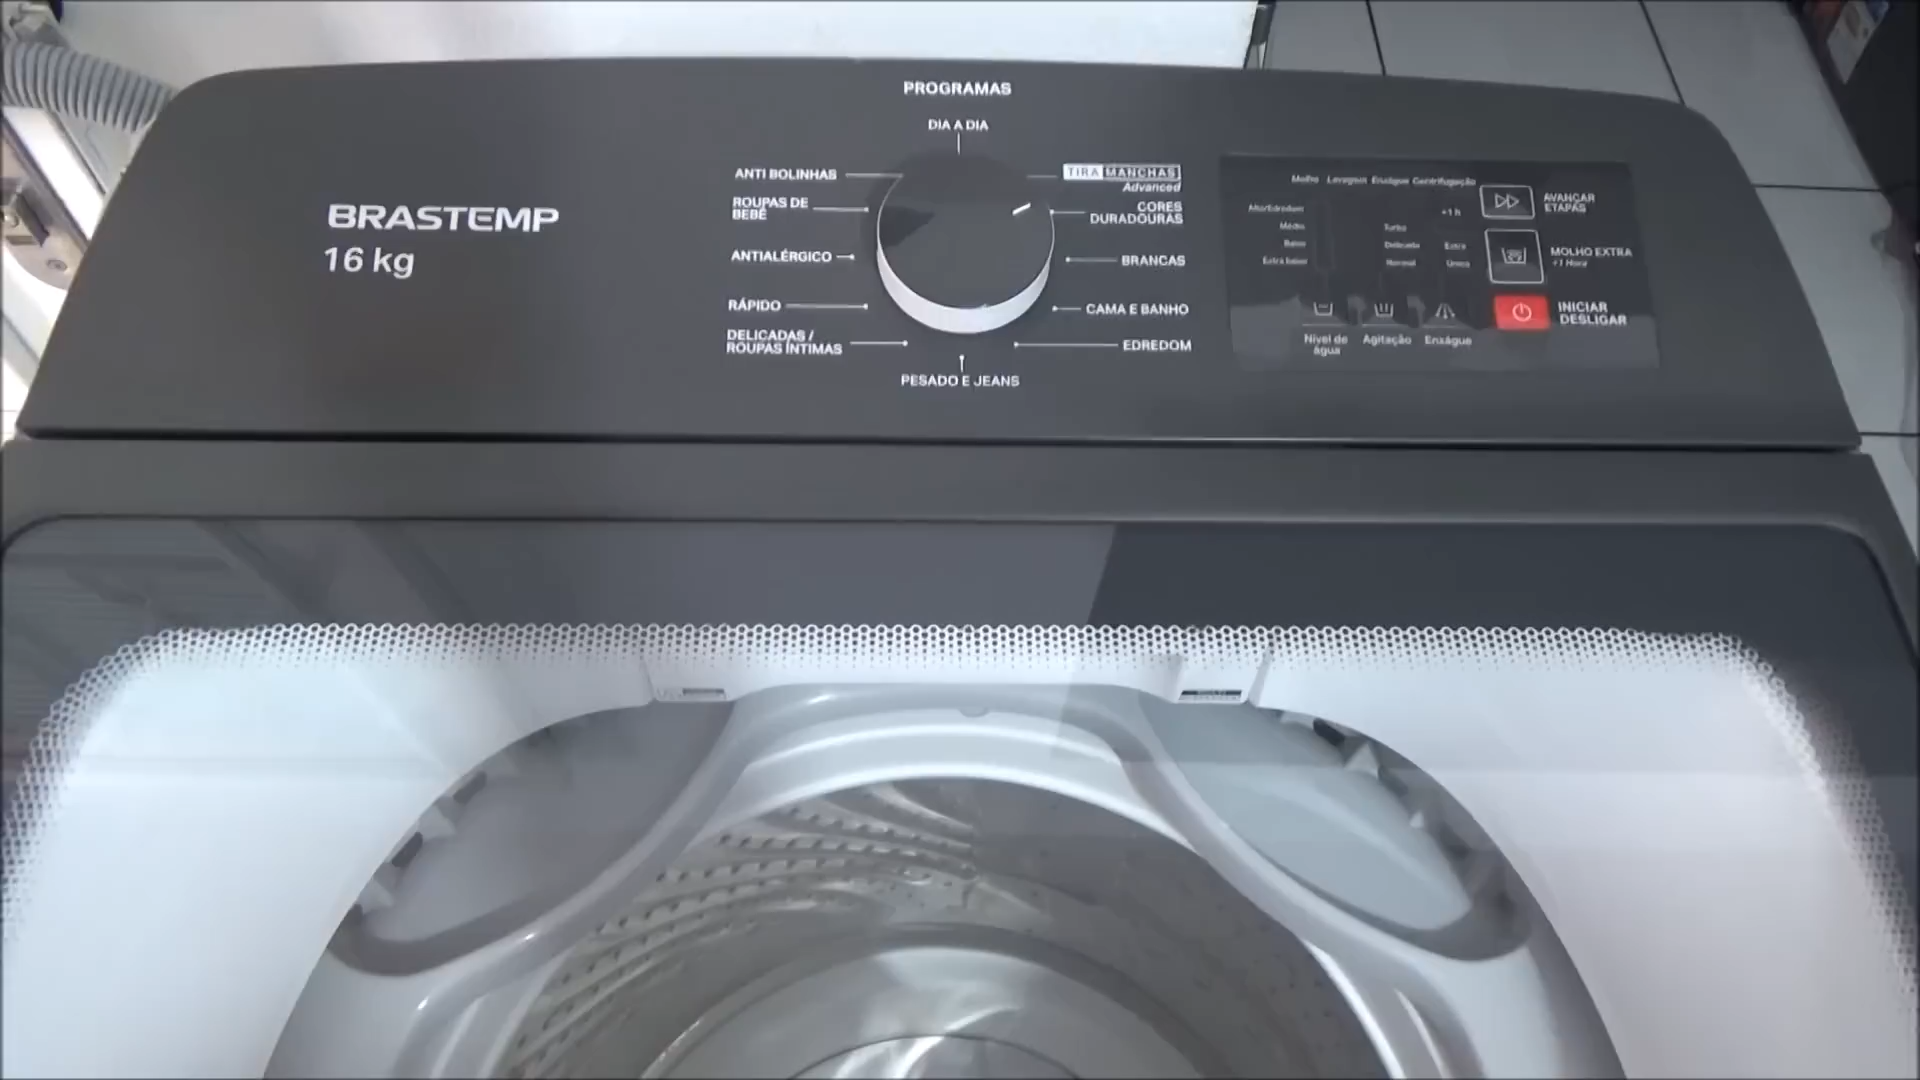 PROGRAMAS
DIA A DIA
ANTI BOLINHAS
ROUPAS DE
BEBÊ
ANTIALÉRGICO
RÁPIDO
DELICADAS /
ROUPAS ÍNTIMAS
PESADO E JEANS
TIRA MANCHAS
Advanced
CORES
DURADOURAS
BRANCAS
CAMA E BANHO
EDREDOM
BRASTEMP
16 kg
Molho Lavagem Enxágue Centrifugação
Alto/Edredom
Médio
Baixo
Extra baixo
Turbo
Delicada
Normal
+1 h
Extra
Único
Nível de
água
Agitação
Enxágue
AVANÇAR
ETAPAS
MOLHO EXTRA
+1 Hora
INICIAR
DESLIGAR